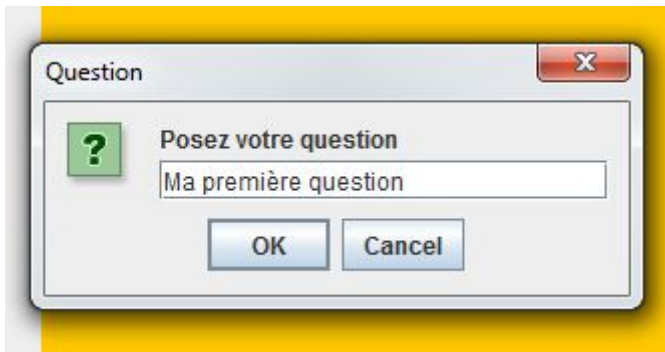 Question
Posez votre question
Ma première question
OK Cancel